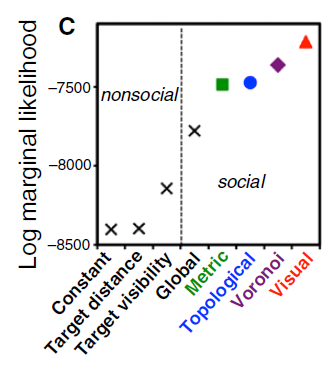 C
Log marginal likelihood
−7500
−8000
−8500
nonsocial
social
Constant
Target distance
Target visibility
Global
Metric
Topological
Voronoi
Visual